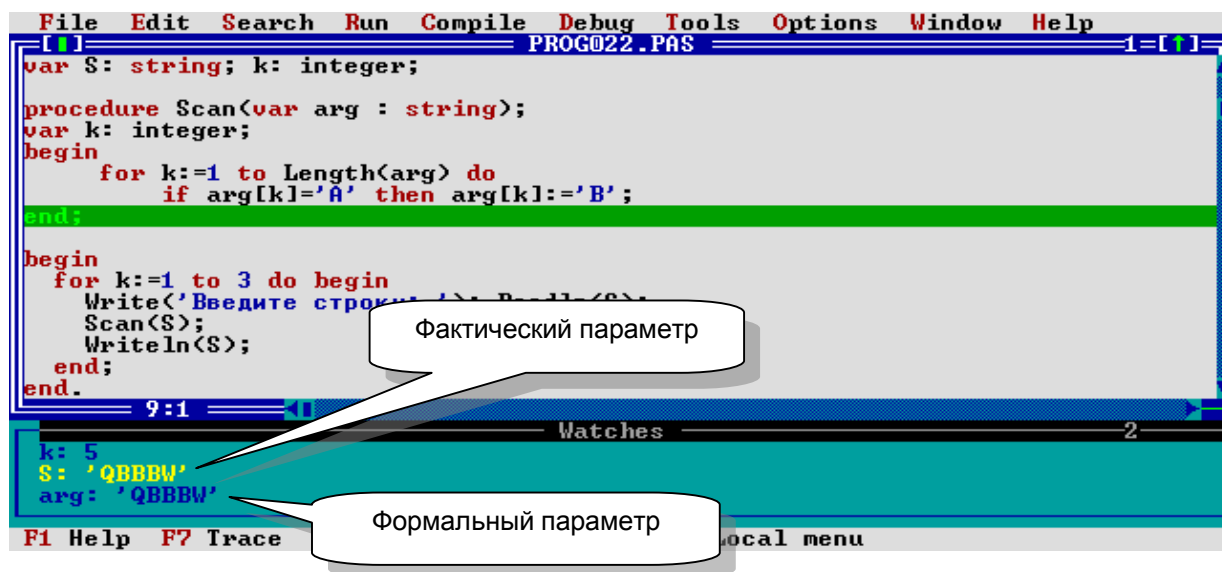 File Edit Search Run Compile Debug Tools Options Window Help
[▮] PROG022.PAS 1=[↑]
var S: string; k: integer;
procedure Scan(var arg : string);
var k: integer;
begin
for k:=1 to Length(arg) do
if arg[k]='A' then arg[k]:='B';
end;
begin
for k:=1 to 3 do begin
Write('Введите
Scan(S);
Writeln(S);
end;
end.
Фактический параметр
9:1
Watches 2
k: 5
S: 'QBBBW'
arg: 'QBBBW'
Формальный параметр
F1 Help F7 Trace menu